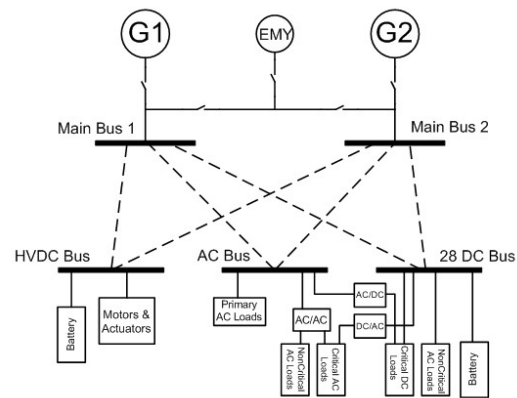 G1
EMY
G2
Main Bus 1
Main Bus 2
HVDC Bus
AC Bus
28 DC Bus
Battery
Motors &
Actuators
Primary
AC Loads
AC/AC
AC/DC
DC/AC
NonCritical
AC Loads
Critical AC
Loads
Critical DC
Loads
NonCritical
AC Loads
Battery